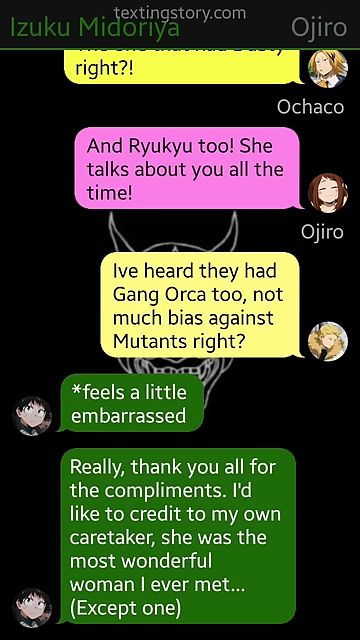 textingstory.com
Izuku Midoriya
Ojiro
right?!
Ochaco
And Ryukyu too! She
talks about you all the
time!
Ojiro
Ive heard they had
Gang Orca too, not
much bias against
Mutants right?
*feels a little
embarrassed
Really, thank you all for
the compliments. I'd
like to credit to my own
caretaker, she was the
most wonderful
woman I ever met...
(Except one)